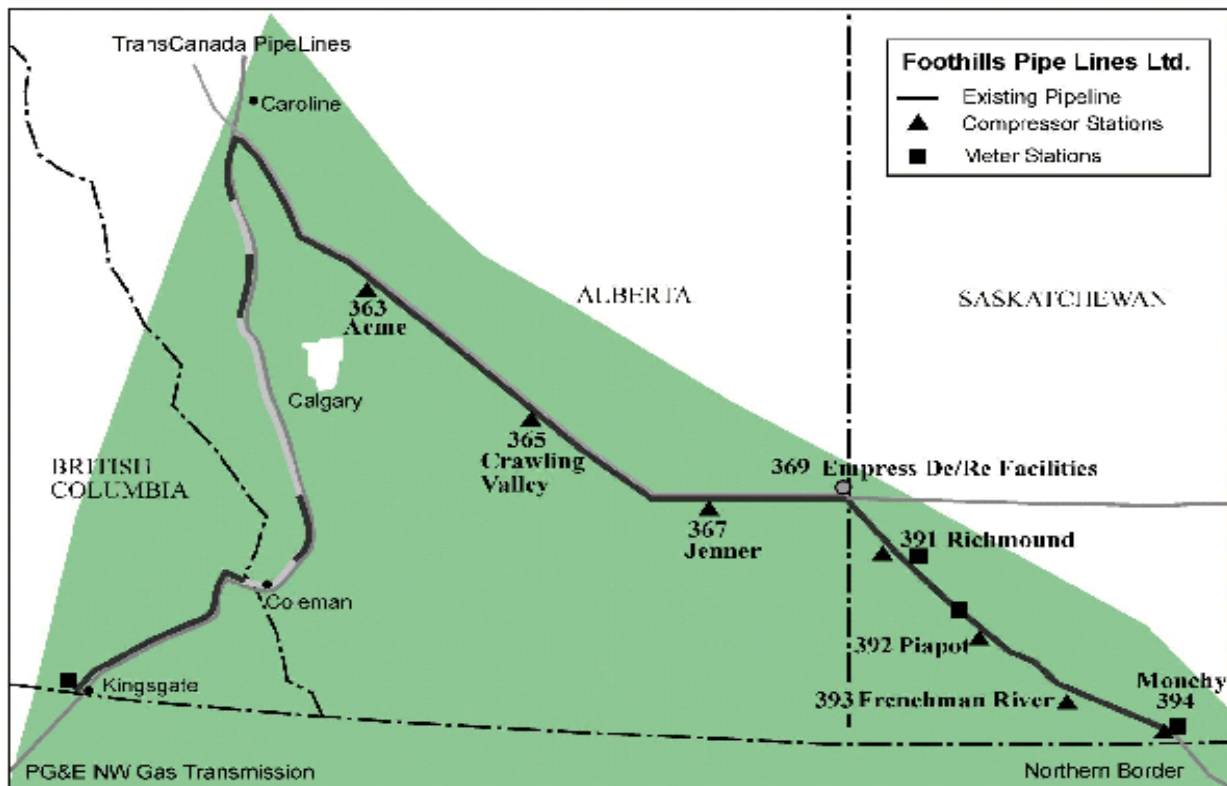 TransCanada PipeLines
Caroline
Foothills Pipe Lines Ltd.
Existing Pipeline
Compressor Stations
Meter Stations
ALBERTA
SASKATCHEWAN
363
Acme
Calgary
365
Crawling
Valley
BRITISH
COLUMBIA
369 Empress De/Re Facilities
367
Jenner
391 Richmound
Coleman
392 Piapot
Kingsgate
393 Frenchman River
Monchy
394
PG&E NW Gas Transmission
Northern Border